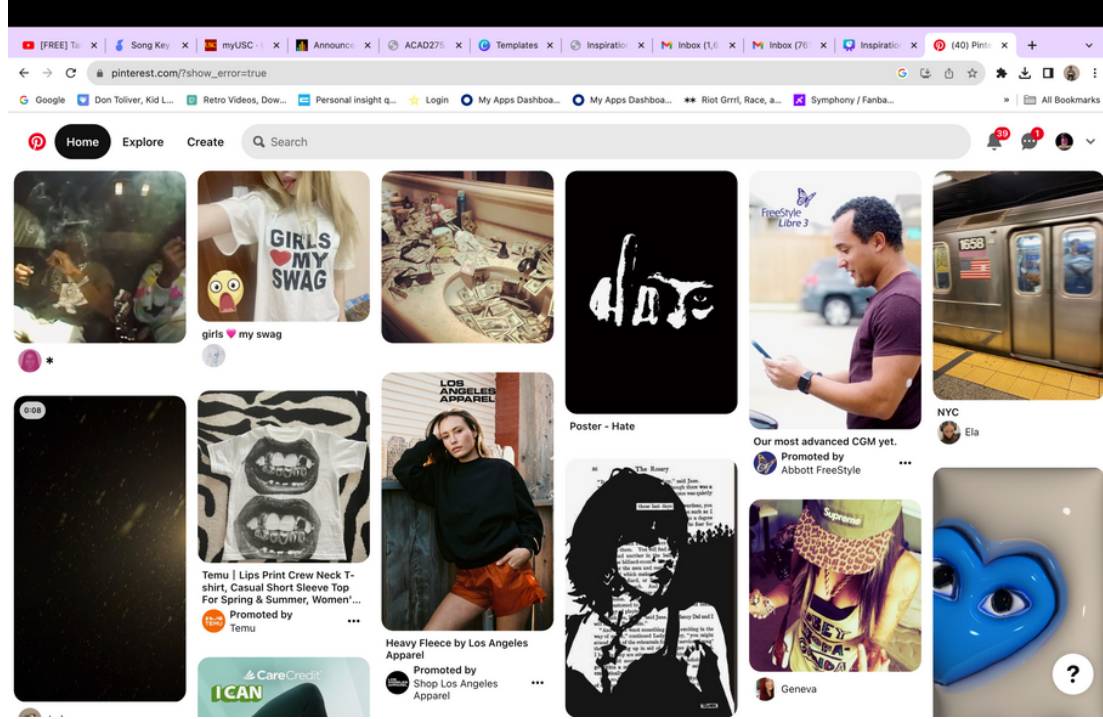 [FREE] Ta
Song Key
myUSC -
Announce
ACAD275
Templates
Inspiration
Inbox (1,6
Inbox (76
Inspiratio
(40) Pinte
pinterest.com/?show_error=true
Google
Don Toliver, Kid L...
Retro Videos, Dow...
Personal insight q...
Login
My Apps Dashboa...
My Apps Dashboa...
Riot Grrrl, Race, a...
Symphony / Fanba...
»
All Bookmarks
Home
Explore
Create
Search
39
1
GIRLS
MY
SWAG
girls 💗 my swag
*
0:08
Temu | Lips Print Crew Neck T-
shirt, Casual Short Sleeve Top
For Spring & Summer, Women'...
Promoted by
Temu
TEMU
CareCredit
I CAN
LOS
ANGELES
APPAREL
Heavy Fleece by Los Angeles
Apparel
Promoted by
Shop Los Angeles
Apparel
hate
Poster - Hate
The Rosary
those last days
FreeStyle
Libre 3
Our most advanced CGM yet.
Promoted by
Abbott FreeStyle
Supreme
Geneva
1658
NYC
Ela
?